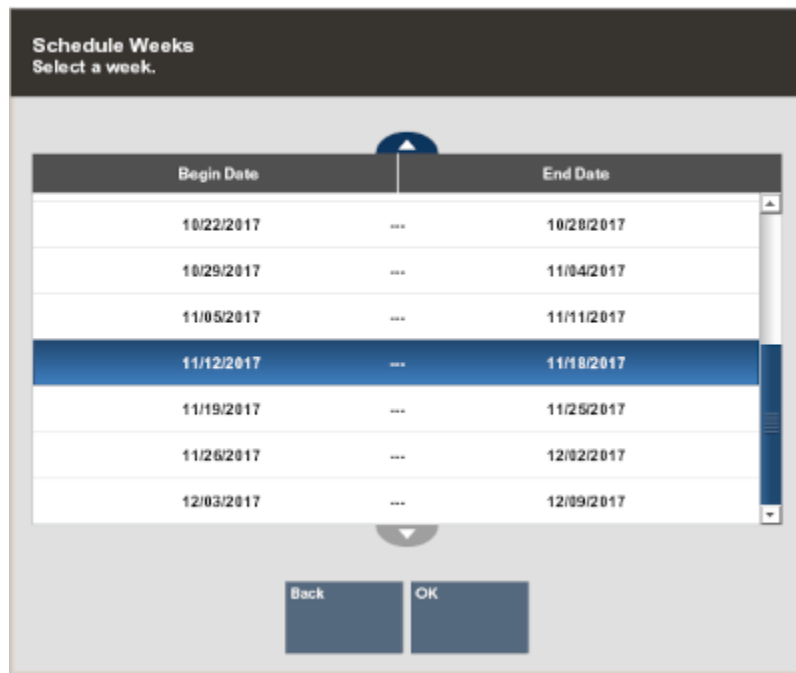 Schedule Weeks
Select a week.
Begin Date End Date
10/22/2017 --- 10/28/2017
10/29/2017 --- 11/04/2017
11/05/2017 --- 11/11/2017
11/12/2017 --- 11/18/2017
11/19/2017 --- 11/25/2017
11/26/2017 --- 12/02/2017
12/03/2017 --- 12/09/2017
Back OK